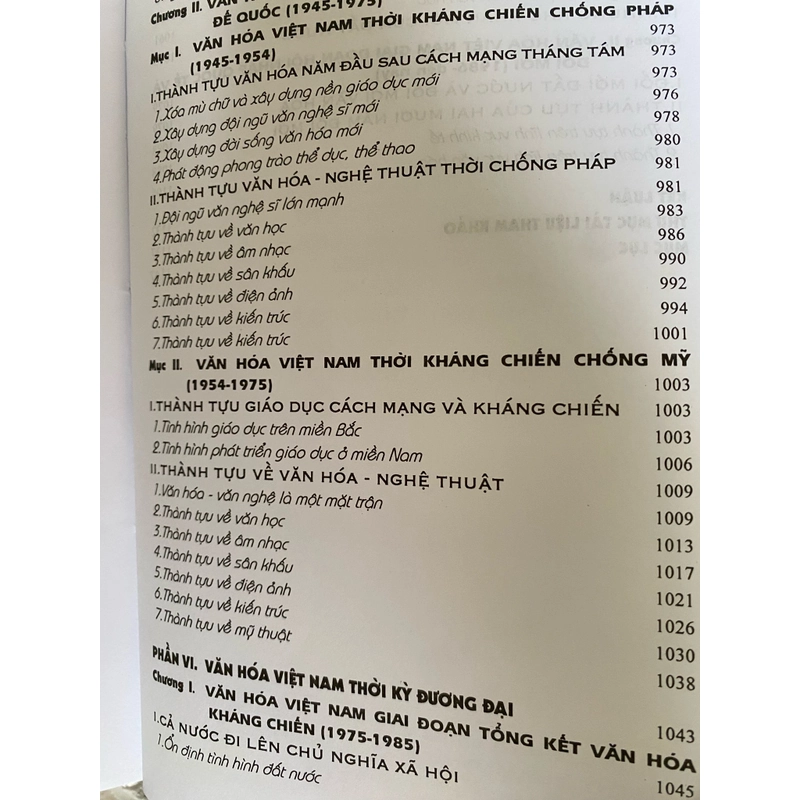 Chương II. VĂN
ĐẾ QUỐC (1945-1975)
Mục I. VĂN HÓA VIỆT NAM THỜI KHÁNG CHIẾN CHỐNG PHÁP
(1945-1954) 973
I.THÀNH TỰU VĂN HÓA NĂM ĐẦU SAU CÁCH MẠNG THÁNG TÁM 973
1.Xóa mù chữ và xây dựng nền giáo dục mới 973
2.Xây dựng đội ngũ văn nghệ sĩ mới 976
3.Xây dựng đời sống văn hóa mới 978
4.Phát động phong trào thể dục, thể thao 980
II.THÀNH TỰU VĂN HÓA - NGHỆ THUẬT THỜI CHỐNG PHÁP 981
1.Đội ngũ văn nghệ sĩ lớn mạnh 981
2.Thành tựu về văn học 983
3.Thành tựu về âm nhạc 986
4.Thành tựu về sân khấu 990
5.Thành tựu về điện ảnh 992
6.Thành tựu về kiến trúc 994
7.Thành tựu về kiến trúc 1001
Mục II. VĂN HÓA VIỆT NAM THỜI KHÁNG CHIẾN CHỐNG MỸ
(1954-1975) 1003
I.THÀNH TỰU GIÁO DỤC CÁCH MẠNG VÀ KHÁNG CHIẾN 1003
1.Tình hình giáo dục trên miền Bắc 1003
2.Tình hình phát triển giáo dục ở miền Nam 1006
II.THÀNH TỰU VỀ VĂN HÓA - NGHỆ THUẬT 1009
1.Văn hóa - văn nghệ là một mặt trận 1009
2.Thành tựu về văn học 1013
3.Thành tựu về âm nhạc 1017
4.Thành tựu về sân khấu 1021
5.Thành tựu về điện ảnh 1026
6.Thành tựu về kiến trúc 1030
7.Thành tựu về mỹ thuật 1038
PHẦN VI. VĂN HÓA VIỆT NAM THỜI KỲ ĐƯƠNG ĐẠI 1043
Chương I. VĂN HÓA VIỆT NAM GIAI ĐOẠN TỔNG KẾT VĂN HÓA
KHÁNG CHIẾN (1975-1985) 1045
I.CẢ NƯỚC ĐI LÊN CHỦ NGHĨA XÃ HỘI
1.Ổn định tình hình đất nước